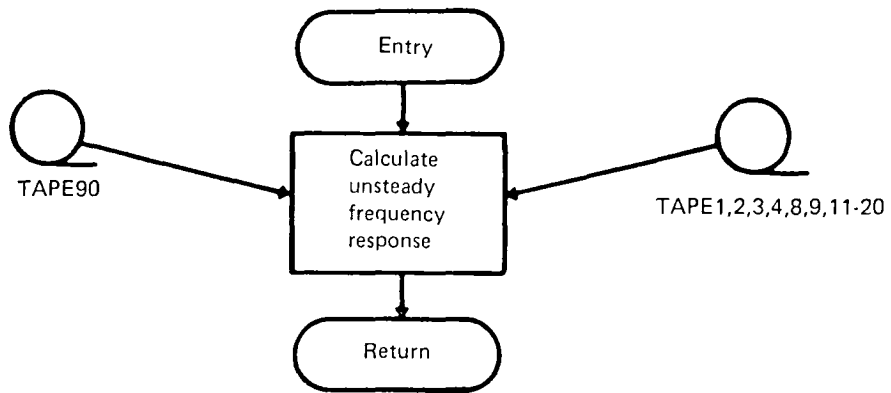 Entry
TAPE90
Calculate
unsteady
frequency
response
TAPE1,2,3,4,8,9,11-20
Return